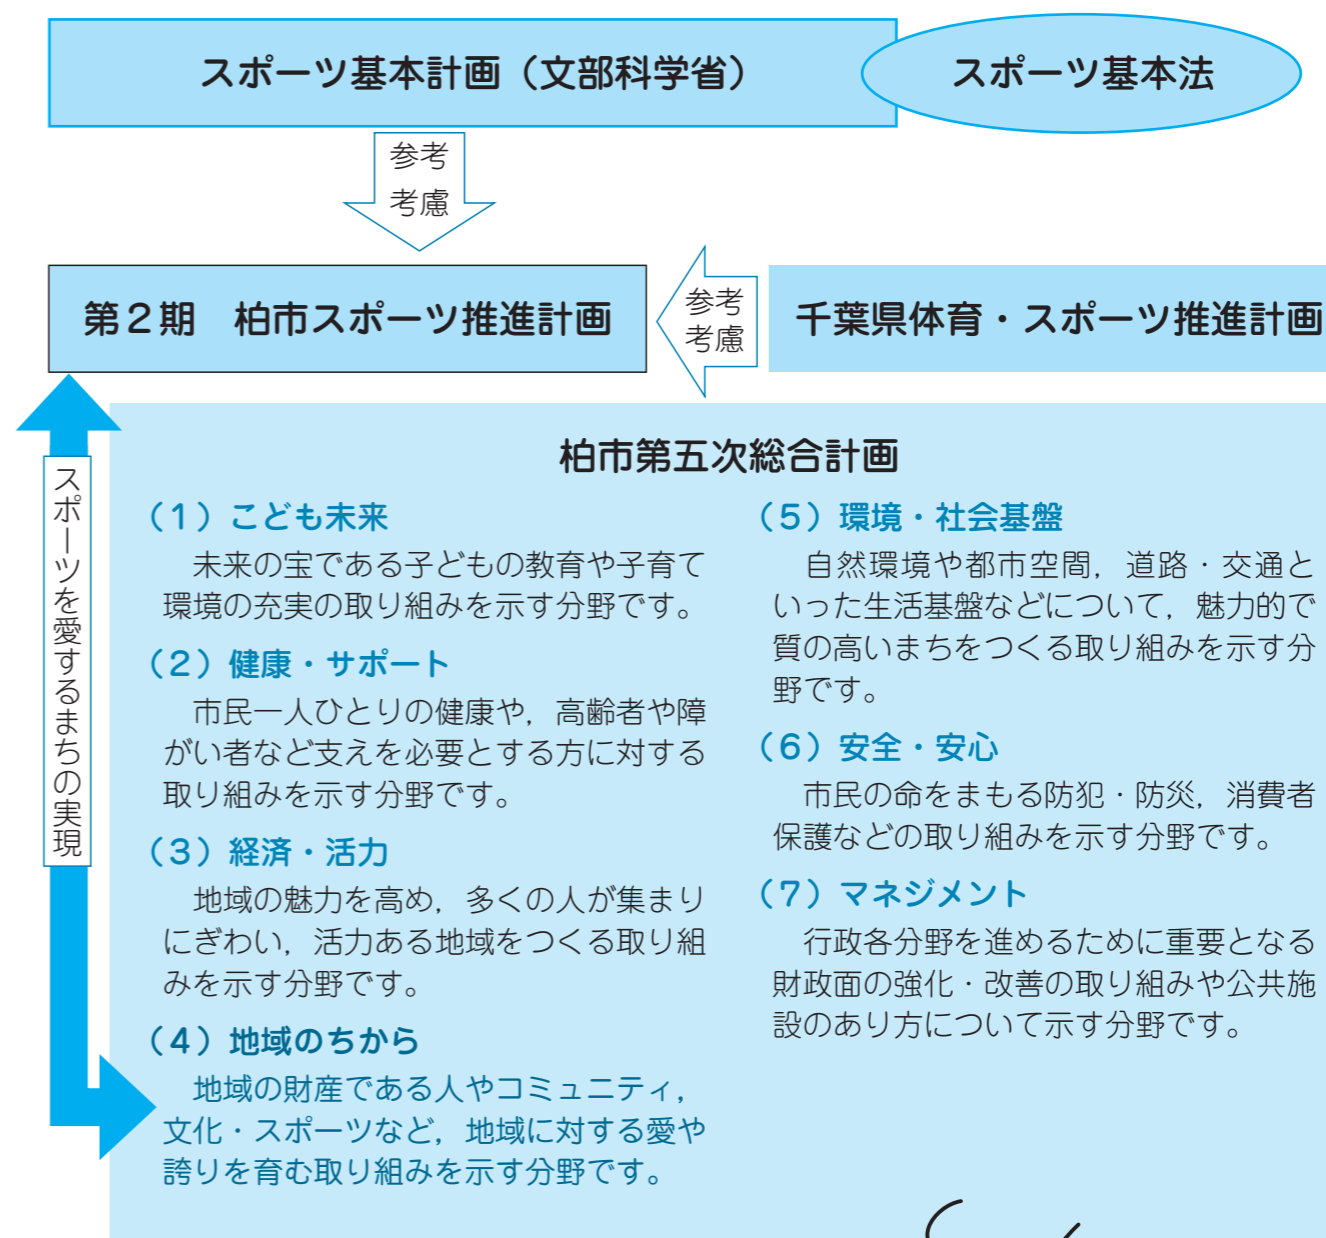 スポーツ基本計画（文部科学省）
スポーツ基本法
参考
考慮
第２期　柏市スポーツ推進計画
参考
考慮
千葉県体育・スポーツ推進計画
スポーツを愛するまちの実現
柏市第五次総合計画
（１）こども未来
未来の宝である子どもの教育や子育て
環境の充実の取り組みを示す分野です。
（２）健康・サポート
市民一人ひとりの健康や，高齢者や障
がい者など支えを必要とする方に対する
取り組みを示す分野です。
（３）経済・活力
地域の魅力を高め，多くの人が集まり
にぎわい，活力ある地域をつくる取り組
みを示す分野です。
（４）地域のちから
地域の財産である人やコミュニティ，
文化・スポーツなど，地域に対する愛や
誇りを育む取り組みを示す分野です。
（５）環境・社会基盤
自然環境や都市空間，道路・交通と
いった生活基盤などについて，魅力的で
質の高いまちをつくる取り組みを示す分
野です。
（６）安全・安心
市民の命をまもる防犯・防災，消費者
保護などの取り組みを示す分野です。
（７）マネジメント
行政各分野を進めるために重要となる
財政面の強化・改善の取り組みや公共施
設のあり方について示す分野です。